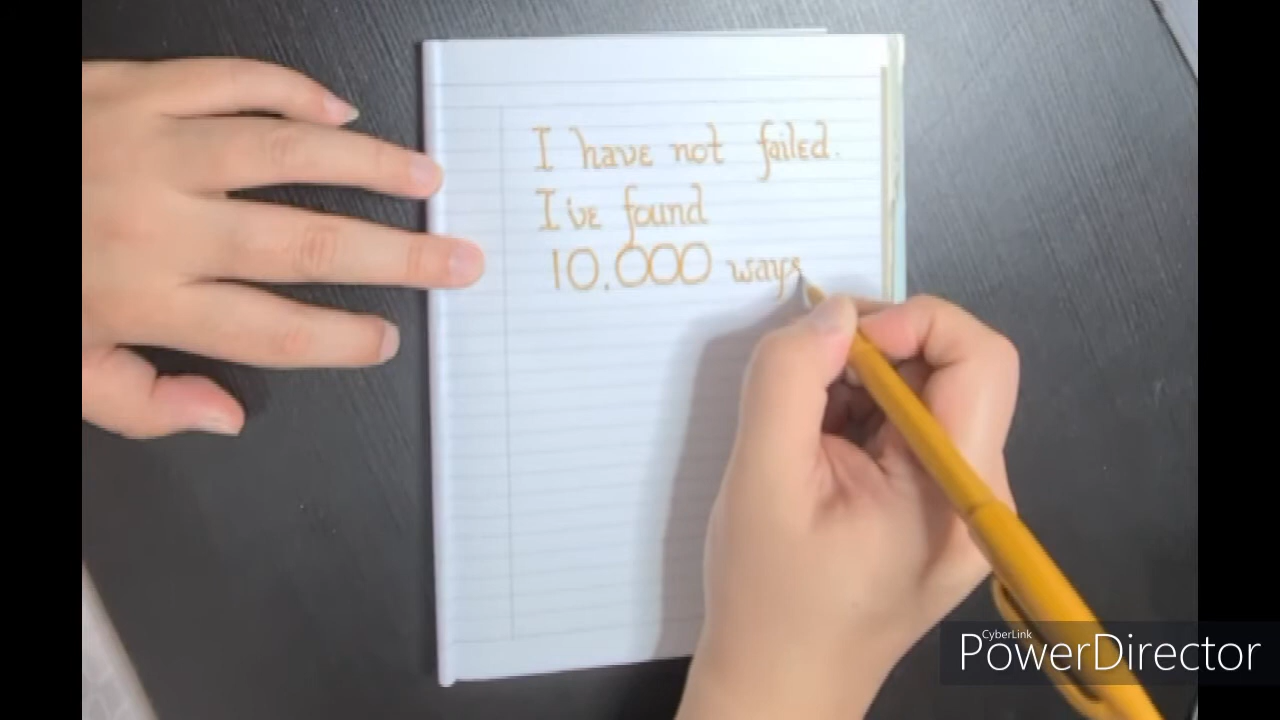 I have not failed.
I've found
10.000 ways
CyberLink
PowerDirector